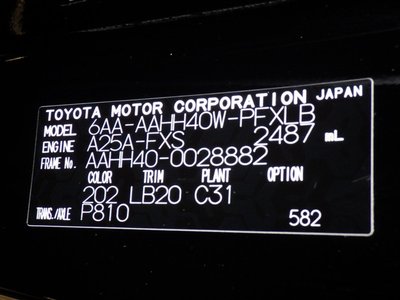 TOYOTA MOTOR CORPORATION JAPAN
MODEL 6AA-AAHH40W-PFXLB
ENGINE A25A-FXS 2487 mL
FRAME No. AAHH40-0028882
COLOR TRIM PLANT OPTION
202 LB20 C31
TRANS./AXLE P810 582